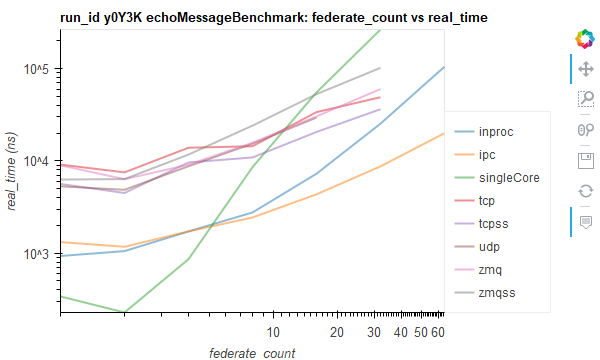 run_id y0Y3K echoMessageBenchmark: federate_count vs real_time
real_time (ns)
10^5
10^4
10^3
10
20
30
40
50
60
federate_count
inproc
ipc
singleCore
tcp
tcpss
udp
zmq
zmqss